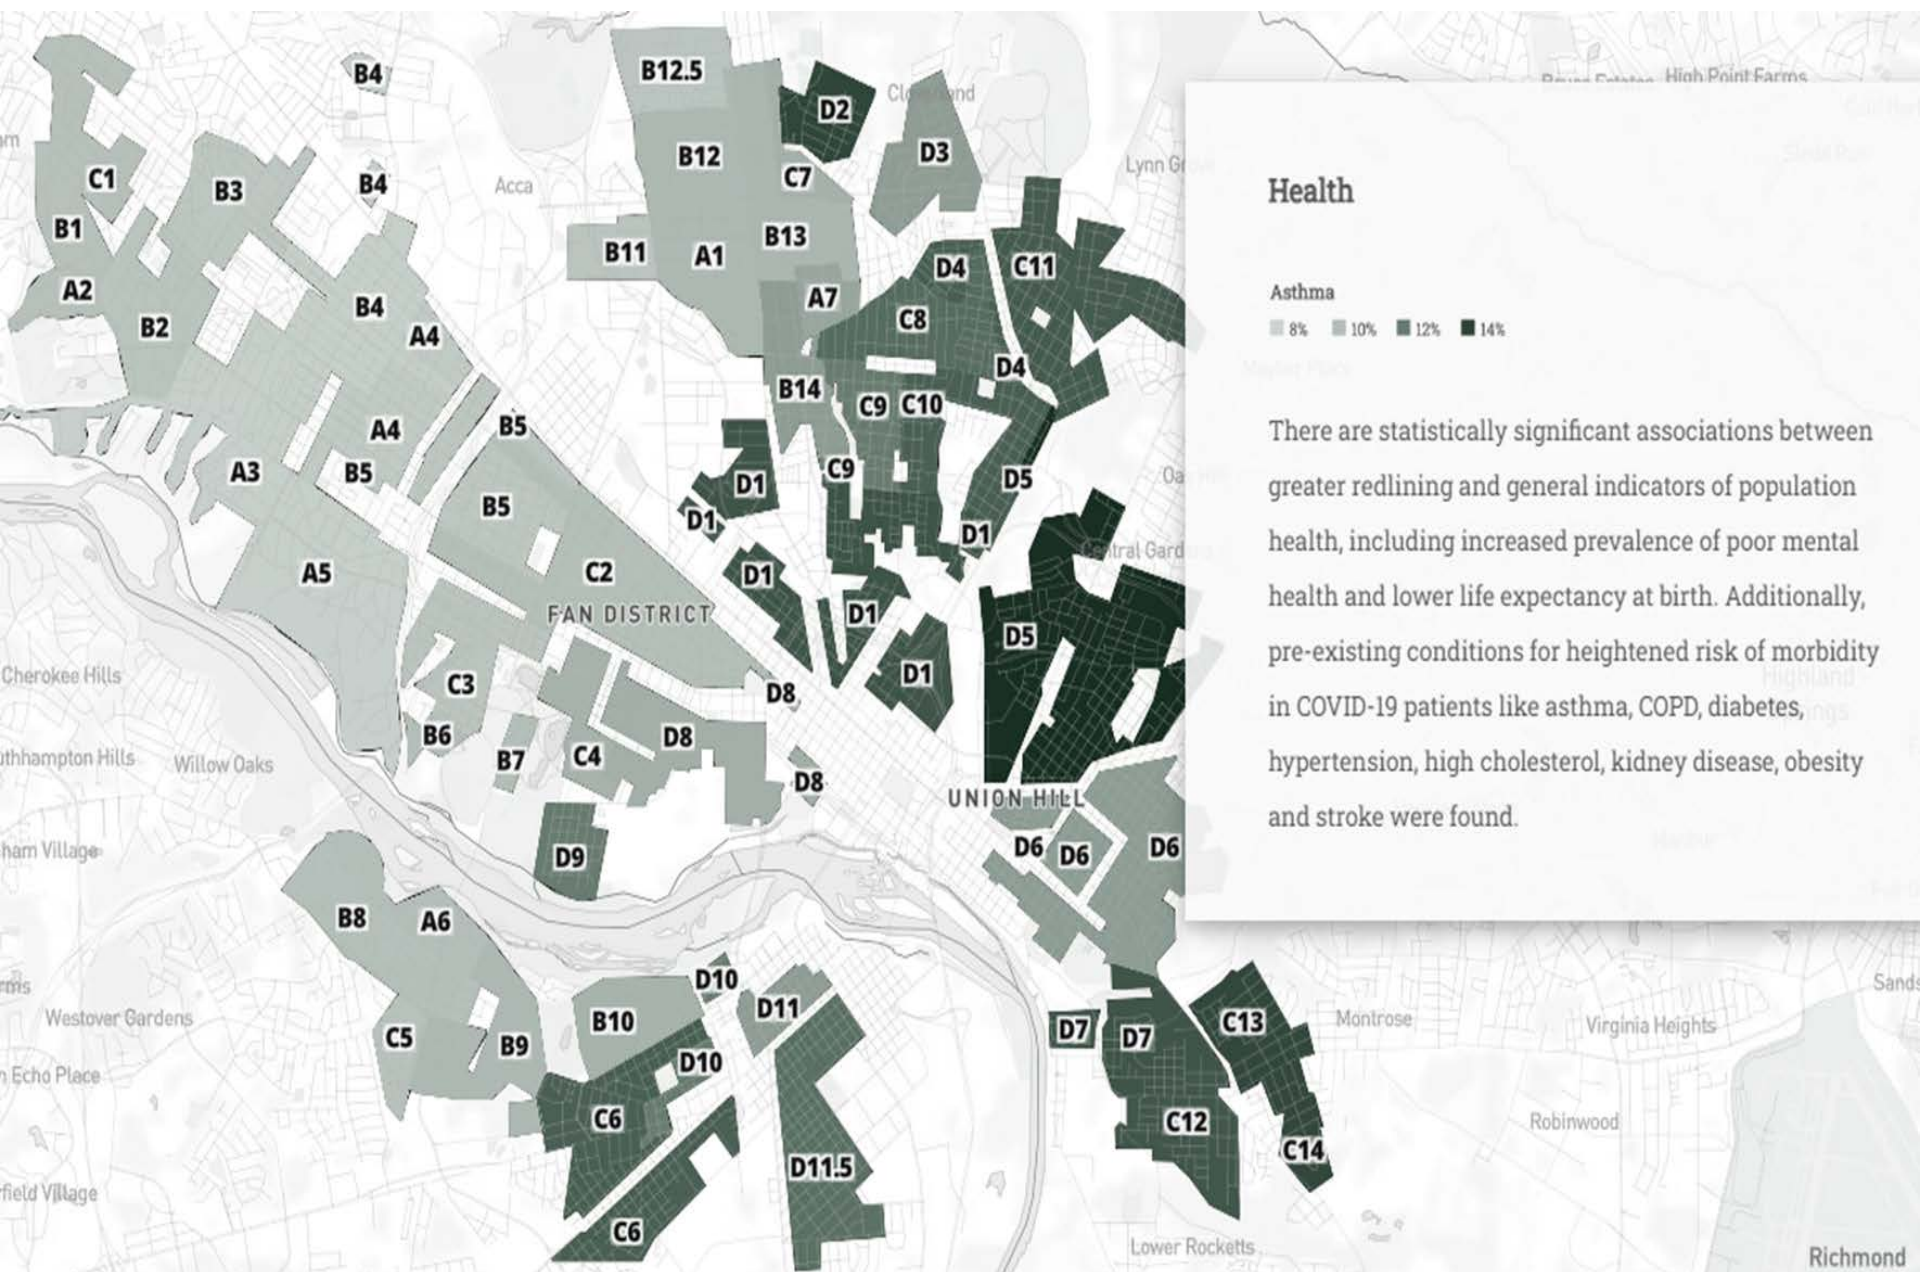 B12.5
B4
D2
Cleveland
High Point Farms
B12
D3
C1
B3
B4
Acca
C7
Health
B1
B11
A1
B13
D4
C11
A2
A7
Asthma
B2
B4
A4
C8
8% 10% 12% 14%
D4
B14
C9
C10
A4
B5
There are statistically significant associations between
greater redlining and general indicators of population
health, including increased prevalence of poor mental
health and lower life expectancy at birth. Additionally,
pre-existing conditions for heightened risk of morbidity
in COVID-19 patients like asthma, COPD, diabetes,
hypertension, high cholesterol, kidney disease, obesity
and stroke were found.
A3
B5
C9
D1
D5
B5
D1
D1
A5
C2
D1
FAN DISTRICT
D1
D5
Cherokee Hills
C3
D1
D8
B6
D8
Willow Oaks
B7
C4
D8
UNION HILL
D9
D6
D6
D6
B8
A6
D10
D11
Westover Gardens
B10
D7
D7
C13
Montrose
Virginia Heights
C5
B9
D10
Echo Place
C6
C12
Robinwood
C14
D11.5
C6
Lower Rocketts
Richmond